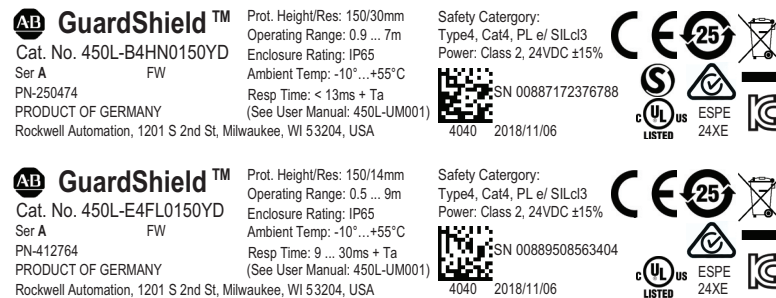 AB GuardShield™
Cat. No. 450L-B4HN0150YD
Ser A FW
PN-250474
PRODUCT OF GERMANY
Rockwell Automation, 1201 S 2nd St, Milwaukee, WI 53204, USA
Prot. Height/Res: 150/30mm
Operating Range: 0.9 ... 7m
Enclosure Rating: IP65
Ambient Temp: -10°...+55°C
Resp Time: < 13ms + Ta
(See User Manual: 450L-UM001)
Safety Catergory:
Type4, Cat4, PL e/ SILcl3
Power: Class 2, 24VDC ±15%
SN 00887172376788
4040 2018/11/06
CE 25
S
c UL us
LISTED
ESPE
24XE
KC
AB GuardShield™
Cat. No. 450L-E4FL0150YD
Ser A FW
PN-412764
PRODUCT OF GERMANY
Rockwell Automation, 1201 S 2nd St, Milwaukee, WI 53204, USA
Prot. Height/Res: 150/14mm
Operating Range: 0.5 ... 9m
Enclosure Rating: IP65
Ambient Temp: -10°...+55°C
Resp Time: 9 ... 30ms + Ta
(See User Manual: 450L-UM001)
Safety Catergory:
Type4, Cat4, PL e/ SILcl3
Power: Class 2, 24VDC ±15%
SN 00889508563404
4040 2018/11/06
CE 25
c UL us
LISTED
ESPE
24XE
KC